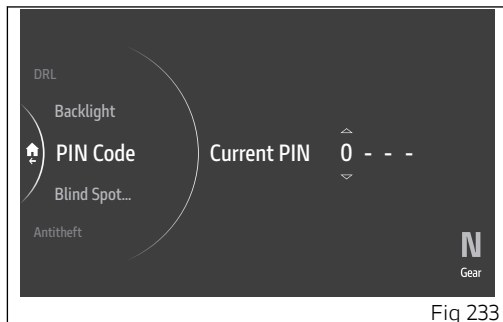 DRL
Backlight
PIN Code
Blind Spot...
Antitheft
Current PIN 0 - - -
N
Gear
Fig 233